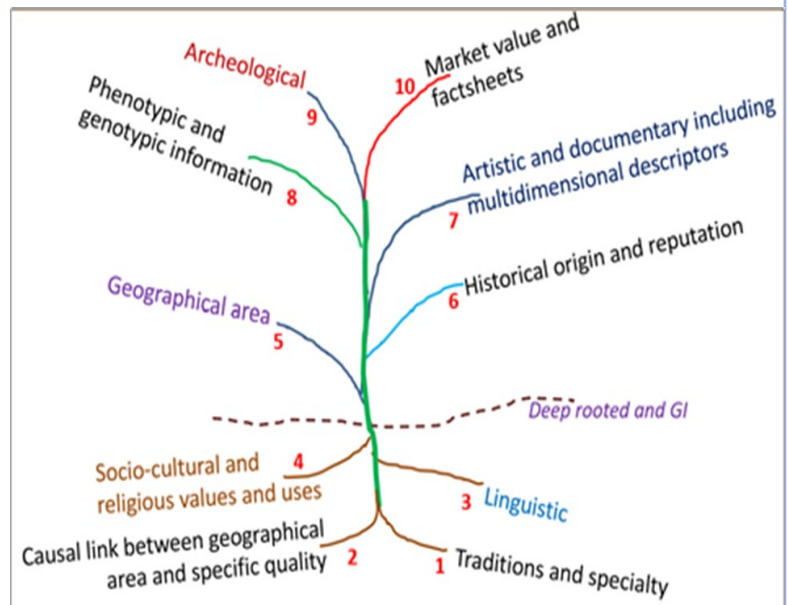 Archeological
9
10
Market value and
factsheets
Phenotypic and
genotypic information
8
Artistic and documentary including
multidimensional descriptors
7
Historical origin and reputation
6
Geographical area
5
Deep rooted and GI
Socio-cultural and
religious values and uses
4
3
Linguistic
Causal link between geographical
area and specific quality
2
1
Traditions and specialty